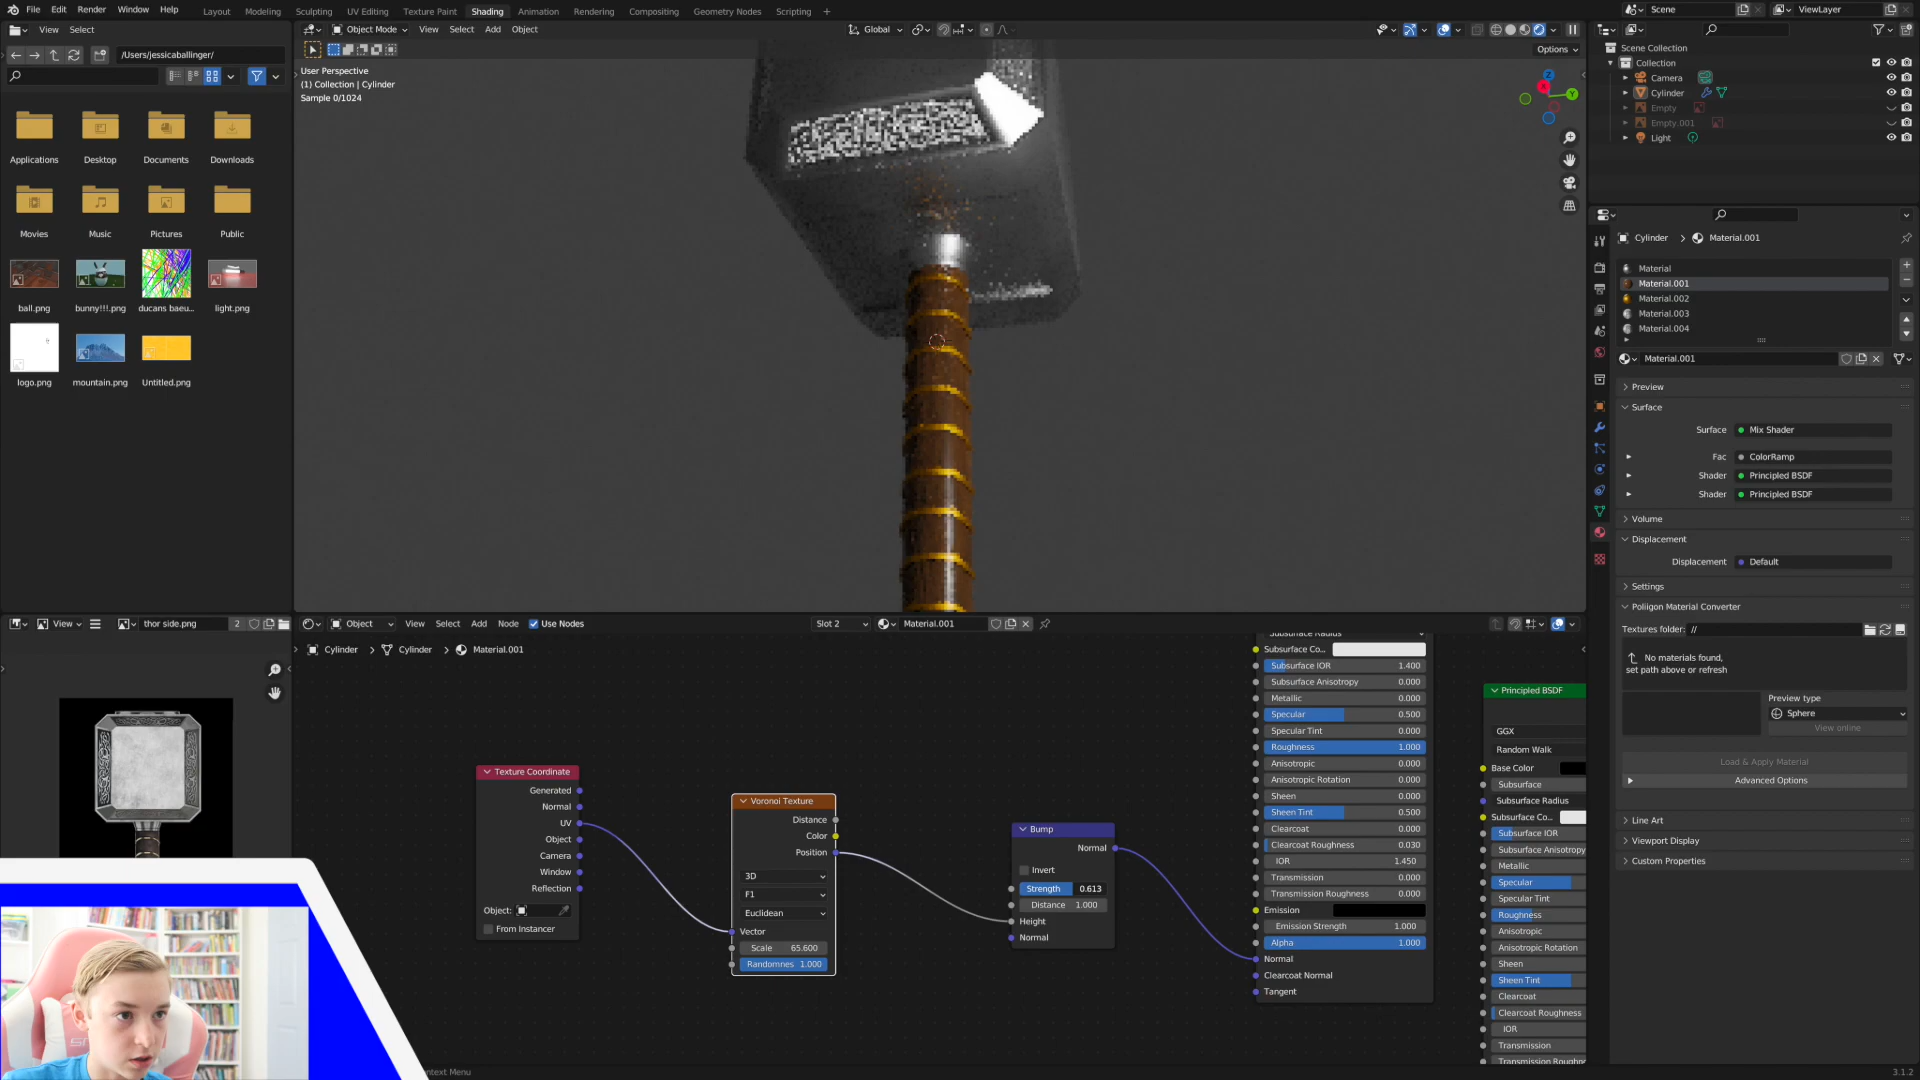 File Edit Render Window Help Layout Modeling Sculpting UV Editing Texture Paint Shading Animation Rendering Compositing Geometry Nodes Scripting + Scene ViewLayer
View Select /Users/jessicaballinger/ Object Mode View Select Add Object Global
Options
User Perspective
(1) Collection | Cylinder
Sample 0/1024
Applications Desktop Documents Downloads
Movies Music Pictures Public
ball.png bunny!!!.png ducans baeu... light.png
logo.png mountain.png Untitled.png
Scene Collection
Collection
Camera
Cylinder
Empty
Empty.001
Light
Cylinder > Material.001
Material
Material.001
Material.002
Material.003
Material.004
Material.001
Preview
Surface
Surface Mix Shader
Fac ColorRamp
Shader Principled BSDF
Shader Principled BSDF
Volume
Displacement
Displacement Default
Settings
Poliigon Material Converter
Textures folder: //
No materials found,
set path above or refresh
Preview type
Sphere
View online
Load & Apply Material
Advanced Options
Line Art
Viewport Display
Custom Properties
View thor side.png 2
Object View Select Add Node Use Nodes Slot 2 Material.001
Cylinder > Cylinder > Material.001
Texture Coordinate
Generated
Normal
UV
Object
Camera
Window
Reflection
Object:
From Instancer
Voronoi Texture
Distance
Color
Position
3D
F1
Euclidean
Vector
Scale 65.600
Randomnes 1.000
Bump
Normal
Invert
Strength 0.613
Distance 1.000
Height
Normal
Subsurface Radius
Subsurface Co...
Subsurface IOR 1.400
Subsurface Anisotropy 0.000
Metallic 0.000
Specular 0.500
Specular Tint 0.000
Roughness 1.000
Anisotropic 0.000
Anisotropic Rotation 0.000
Sheen 0.000
Sheen Tint 0.500
Clearcoat 0.000
Clearcoat Roughness 0.030
IOR 1.450
Transmission 0.000
Transmission Roughness 0.000
Emission
Emission Strength 1.000
Alpha 1.000
Normal
Clearcoat Normal
Tangent
Principled BSDF
GGX
Random Walk
Base Color
Subsurface
Subsurface Radius
Subsurface Co...
Subsurface IOR
Subsurface Anisotropy
Metallic
Specular
Specular Tint
Roughness
Anisotropic
Anisotropic Rotation
Sheen
Sheen Tint
Clearcoat
Clearcoat Roughness
IOR
Transmission
Transmission Roughn
ntext Menu
3.1.2